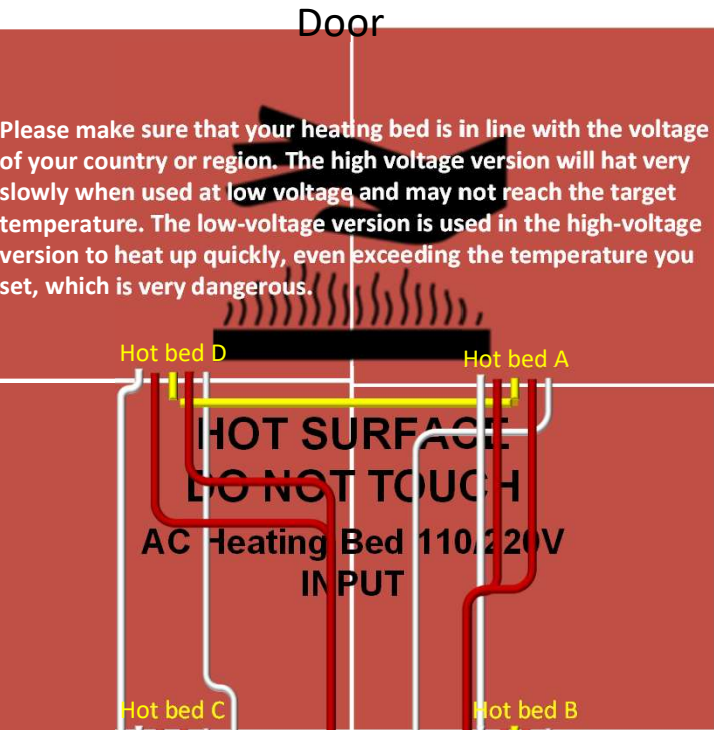 Door
Please make sure that your heating bed is in line with the voltage
of your country or region. The high voltage version will hat very
slowly when used at low voltage and may not reach the target
temperature. The low-voltage version is used in the high-voltage
version to heat up quickly, even exceeding the temperature you
set, which is very dangerous.
Hot bed D
Hot bed A
HOT SURFACE
DO NOT TOUCH
AC Heating Bed 110/220V
INPUT
Hot bed C
Hot bed B